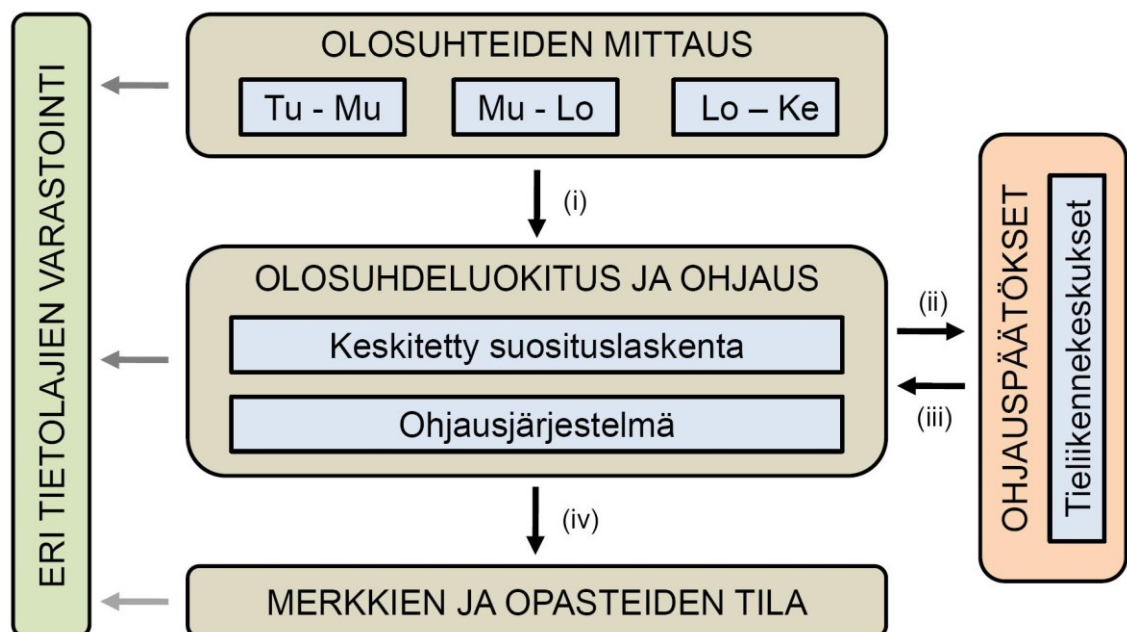 ERI TIETOLAJIEN VARASTOINTI
OLOSUHTEIDEN MITTAUS
Tu - Mu
Mu - Lo
Lo – Ke
(i)
OLOSUHDELUOKITUS JA OHJAUS
Keskitetty suosituslaskenta
Ohjausjärjestelmä
(ii)
(iii)
OHJAUSPÄÄTÖKSET
Tieliikennekeskukset
(iv)
MERKKIEN JA OPASTEIDEN TILA